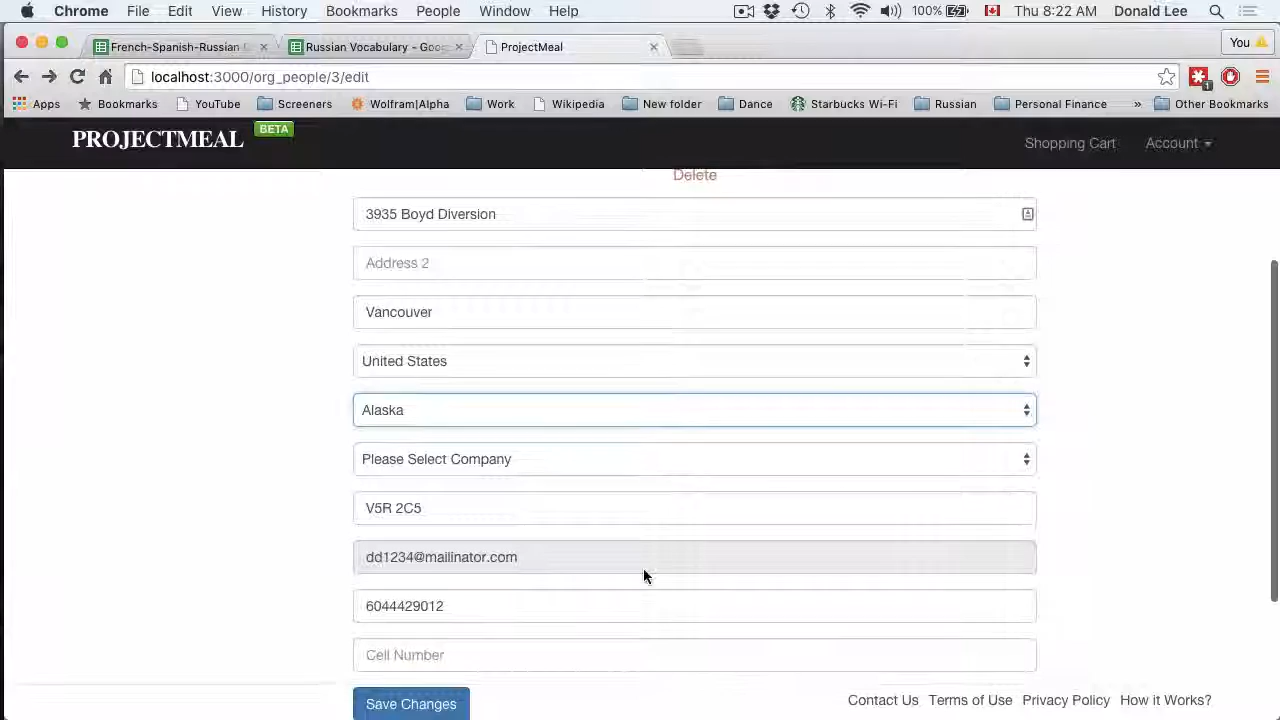 Chrome File Edit View History Bookmarks People Window Help 100% Thu 8:22 AM Donald Lee
French-Spanish-Russian Russian Vocabulary - Goo ProjectMeal You
localhost:3000/org_people/3/edit 1
Apps Bookmarks YouTube Screeners Wolfram|Alpha Work Wikipedia New folder Dance Starbucks Wi-Fi Russian Personal Finance » Other Bookmarks
PROJECTMEAL BETA Shopping Cart Account
Delete
3935 Boyd Diversion
Address 2
Vancouver
United States
Alaska
Please Select Company
V5R 2C5
dd1234@mailinator.com
6044429012
Cell Number
Save Changes Contact Us Terms of Use Privacy Policy How it Works?